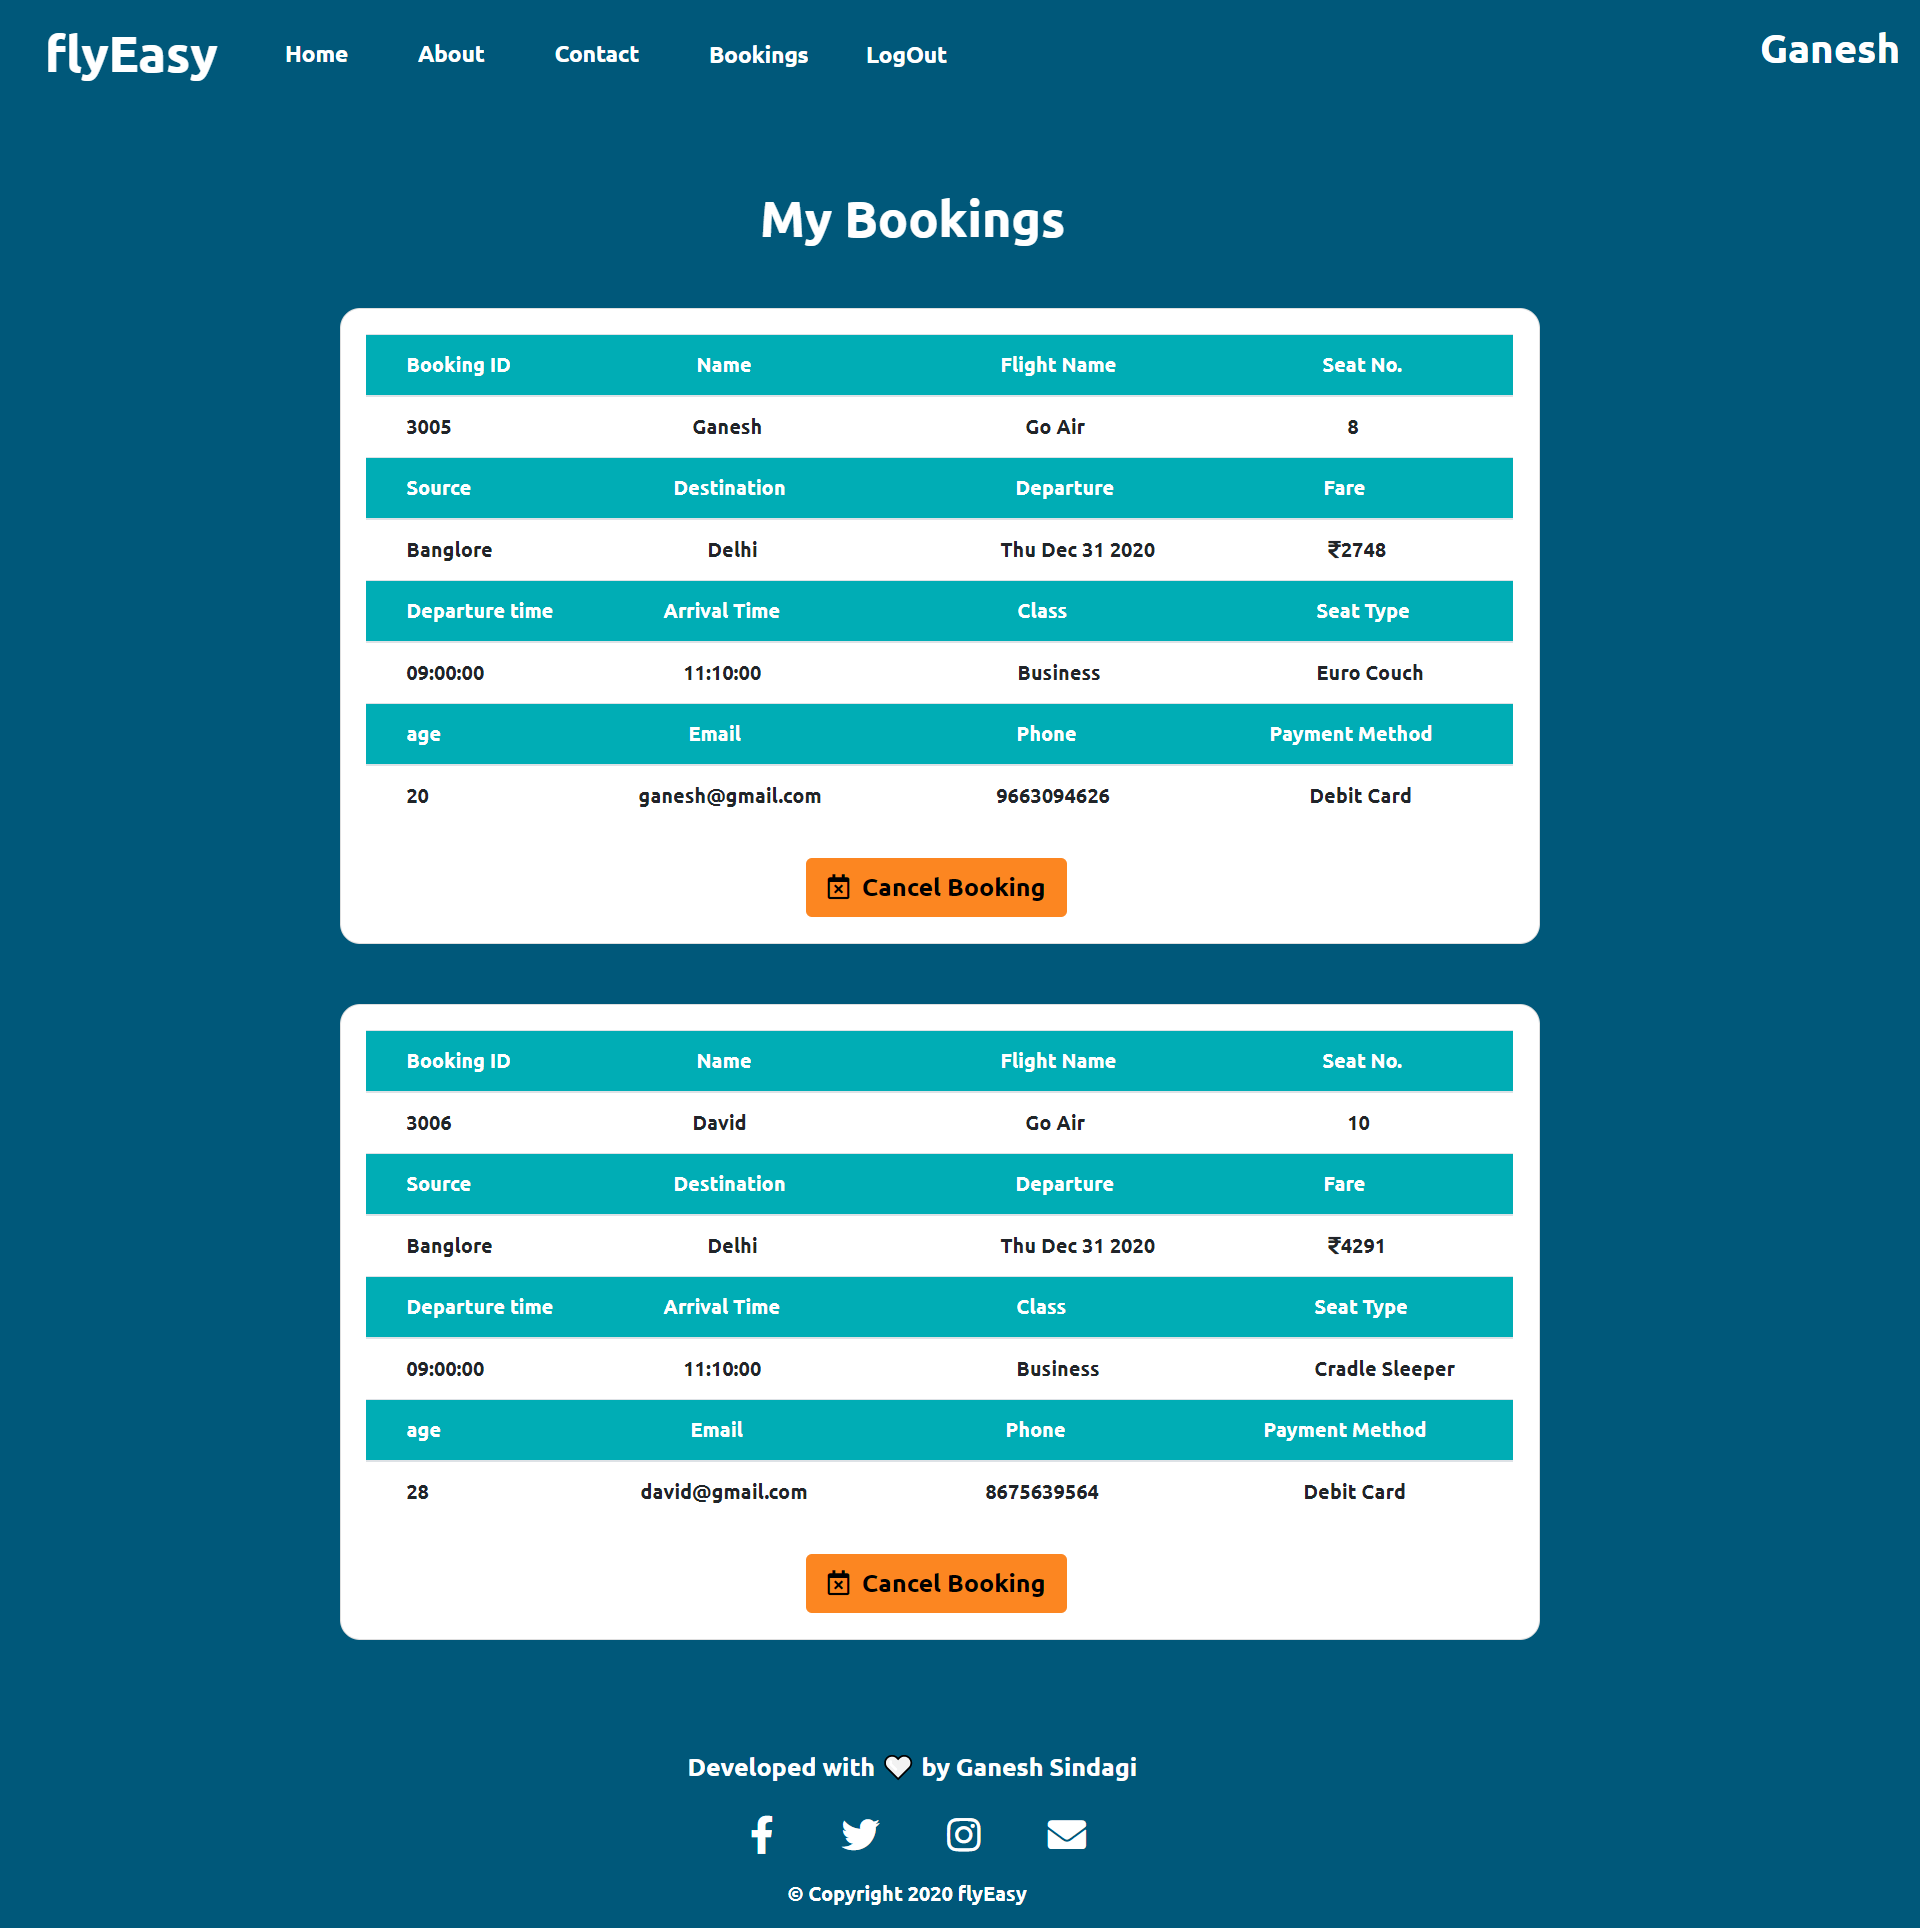 flyEasy Home About Contact Bookings LogOut Ganesh
My Bookings
Booking ID Name Flight Name Seat No.
3005 Ganesh Go Air 8
Source Destination Departure Fare
Banglore Delhi Thu Dec 31 2020 ₹2748
Departure time Arrival Time Class Seat Type
09:00:00 11:10:00 Business Euro Couch
age Email Phone Payment Method
20 ganesh@gmail.com 9663094626 Debit Card
Cancel Booking
Booking ID Name Flight Name Seat No.
3006 David Go Air 10
Source Destination Departure Fare
Banglore Delhi Thu Dec 31 2020 ₹4291
Departure time Arrival Time Class Seat Type
09:00:00 11:10:00 Business Cradle Sleeper
age Email Phone Payment Method
28 david@gmail.com 8675639564 Debit Card
Cancel Booking
Developed with by Ganesh Sindagi
© Copyright 2020 flyEasy